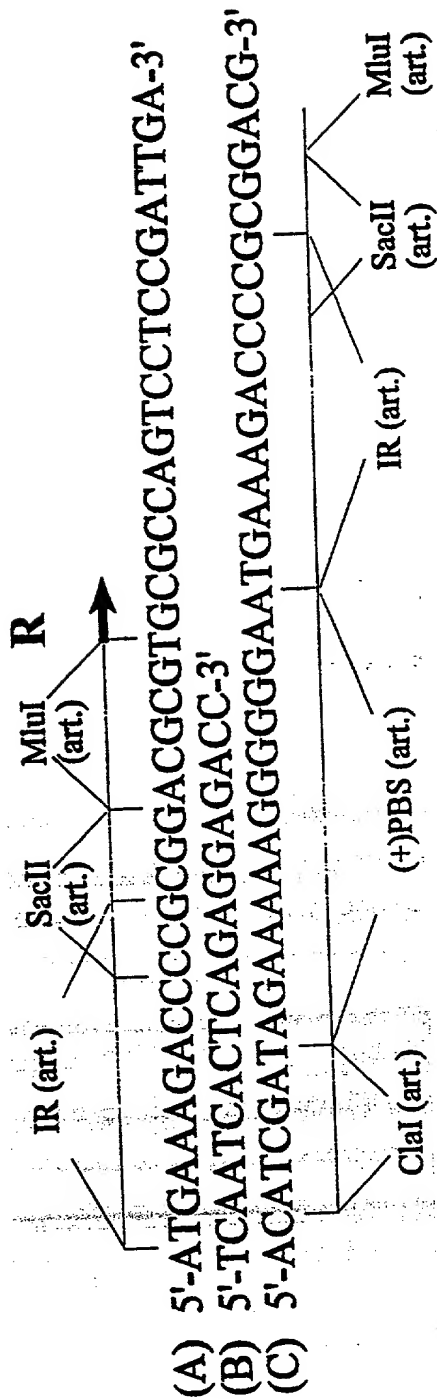 R
IR (art.)
SacII
(art.)
MluI
(art.)
(A) 5'-ATGAAAGACCCCGCGGACGCGTGCGCCAGTCCTCCGATTGA-3'
(B) 5'-TCAATCACTCAGAGGAGACC-3'
(C) 5'-ACATCGATAGAAAAAGGGGGGAATGAAAGACCCCGCGGACG-3'
ClaI (art.)
(+)PBS (art.)
IR (art.)
SacII
(art.)
MluI
(art.)